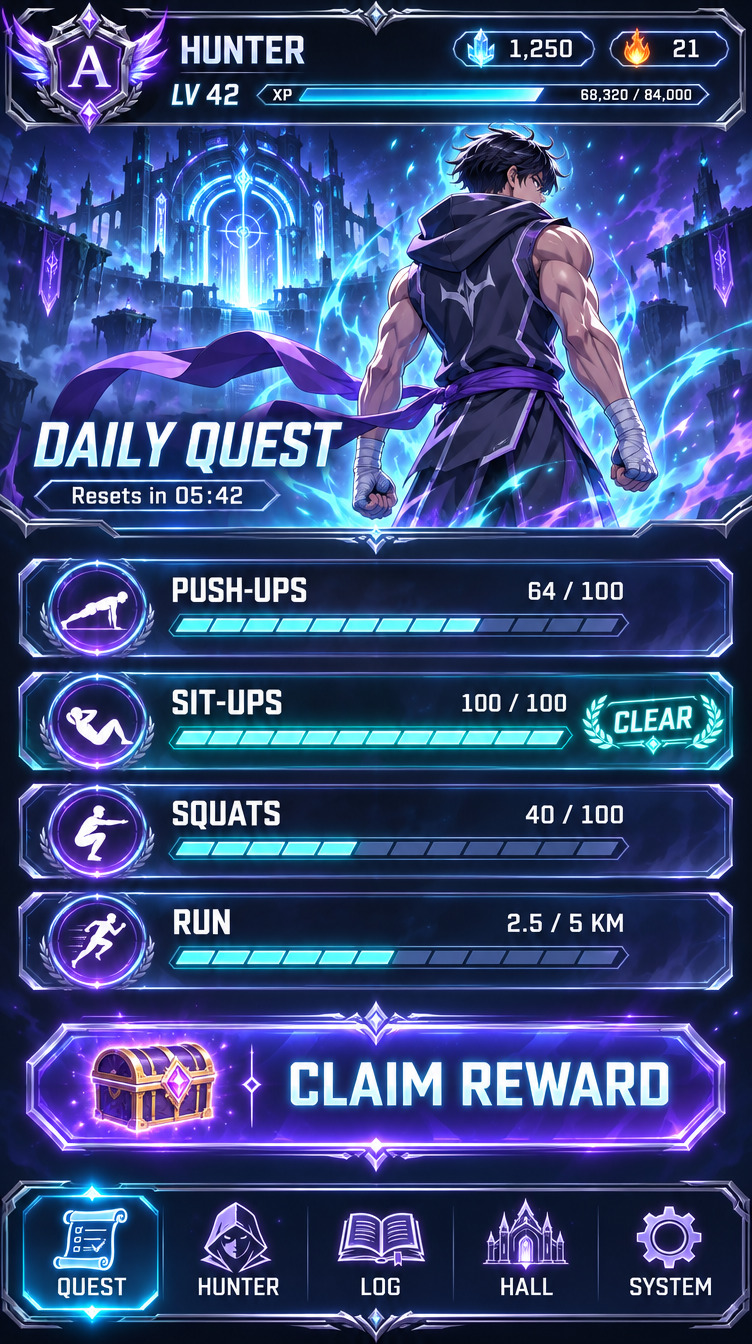 A
HUNTER
1,250
21
LV 42
XP
68,320 / 84,000
DAILY QUEST
Resets in 05:42
PUSH-UPS
64 / 100
SIT-UPS
100 / 100
CLEAR
SQUATS
40 / 100
RUN
2.5 / 5 KM
CLAIM REWARD
QUEST
HUNTER
LOG
HALL
SYSTEM